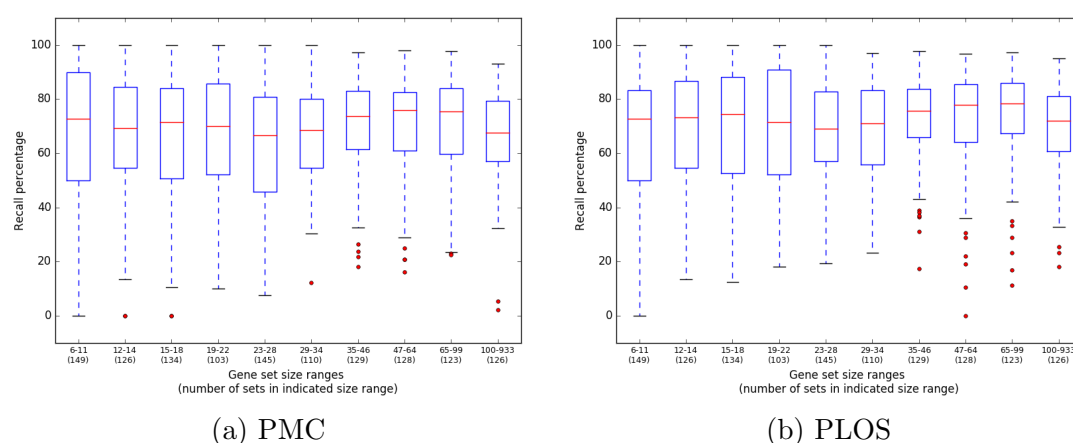 100
80
60
40
20
0
Recall percentage
6-11 12-14 15-18 19-22 23-28 29-34 35-46 47-64 65-99 100-933
(149) (126) (134) (103) (145) (110) (129) (128) (123) (126)
Gene set size ranges
(number of sets in indicated size range)
(a) PMC
100
80
60
40
20
0
Recall percentage
6-11 12-14 15-18 19-22 23-28 29-34 35-46 47-64 65-99 100-933
(149) (126) (134) (103) (145) (110) (129) (128) (123) (126)
Gene set size ranges
(number of sets in indicated size range)
(b) PLOS